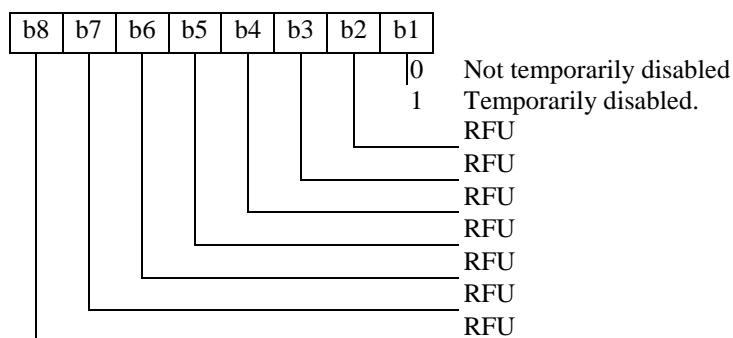 b8 b7 b6 b5 b4 b3 b2 b1
0 Not temporarily disabled
1 Temporarily disabled.
RFU
RFU
RFU
RFU
RFU
RFU
RFU